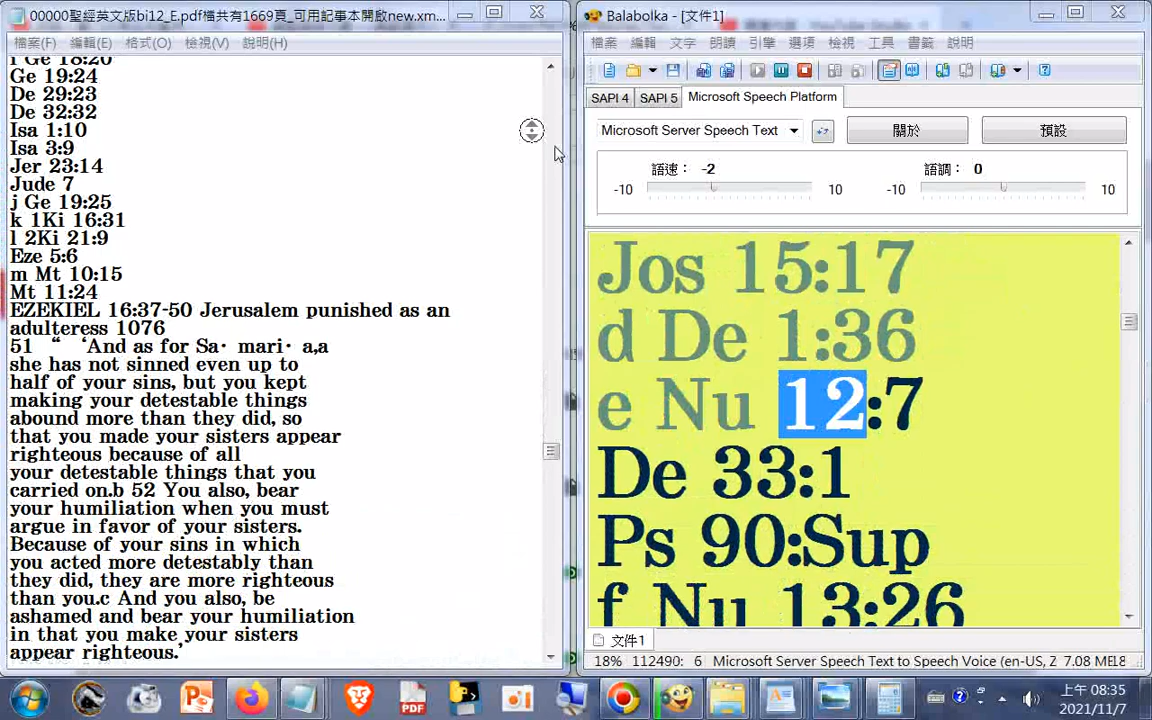 00000聖經英文版bi12_E.pdf檔共有1669頁_可用記事本開啟new.xm...
檔案(F) 編輯(E) 格式(O) 檢視(V) 說明(H)
i Ge 18:20
Ge 19:24
De 29:23
De 32:32
Isa 1:10
Isa 3:9
Jer 23:14
Jude 7
j Ge 19:25
k 1Ki 16:31
l 2Ki 21:9
Eze 5:6
m Mt 10:15
Mt 11:24
EZEKIEL 16:37-50 Jerusalem punished as an
adulteress 1076
51 “ ‘And as for Sa· mari· a,a
she has not sinned even up to
half of your sins, but you kept
making your detestable things
abound more than they did, so
that you made your sisters appear
righteous because of all
your detestable things that you
carried on.b 52 You also, bear
your humiliation when you must
argue in favor of your sisters.
Because of your sins in which
you acted more detestably than
they did, they are more righteous
than you.c And you also, be
ashamed and bear your humiliation
in that you make your sisters
appear righteous.’
Balabolka - [文件1]
檔案 編輯 文字 朗讀 引擎 選項 檢視 工具 書籤 說明
SAPI 4 SAPI 5 Microsoft Speech Platform
Microsoft Server Speech Text 關於 預設
語速： -2 語調： 0
-10 10 -10 10
Jos 15:17
d De 1:36
e Nu 12:7
De 33:1
Ps 90:Sup
f Nu 13:26
文件1
18% 112490: 6 Microsoft Server Speech Text to Speech Voice (en-US, Z 7.08 MEL8
PDF
上午 08:35
2021/11/7